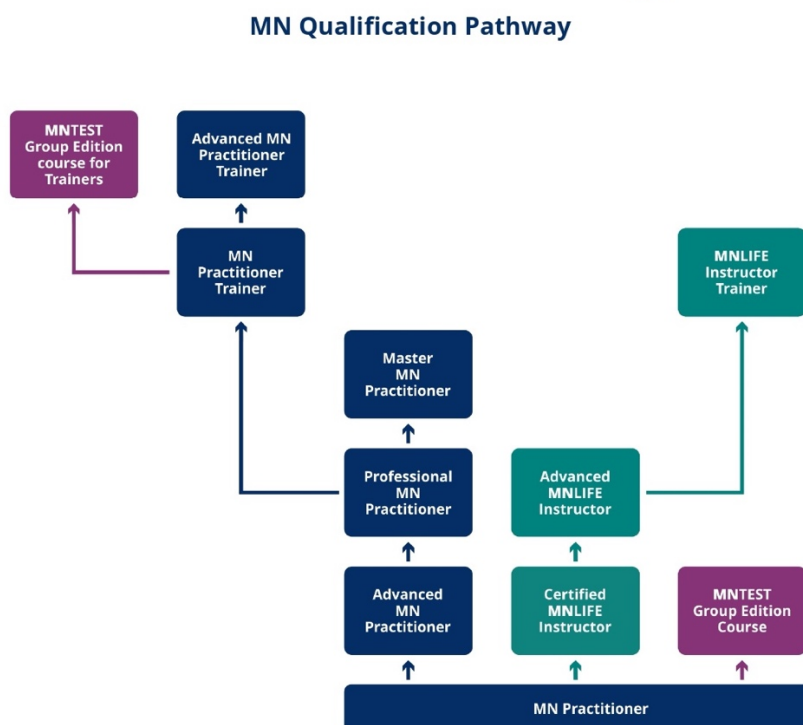 MN Qualification Pathway
MNTEST
Group Edition
course for
Trainers
Advanced MN
Practitioner
Trainer
MN
Practitioner
Trainer
MNLIFE
Instructor
Trainer
Master
MN
Practitioner
Professional
MN
Practitioner
Advanced
MNLIFE
Instructor
Advanced
MN
Practitioner
Certified
MNLIFE
Instructor
MNTEST
Group Edition
Course
MN Practitioner